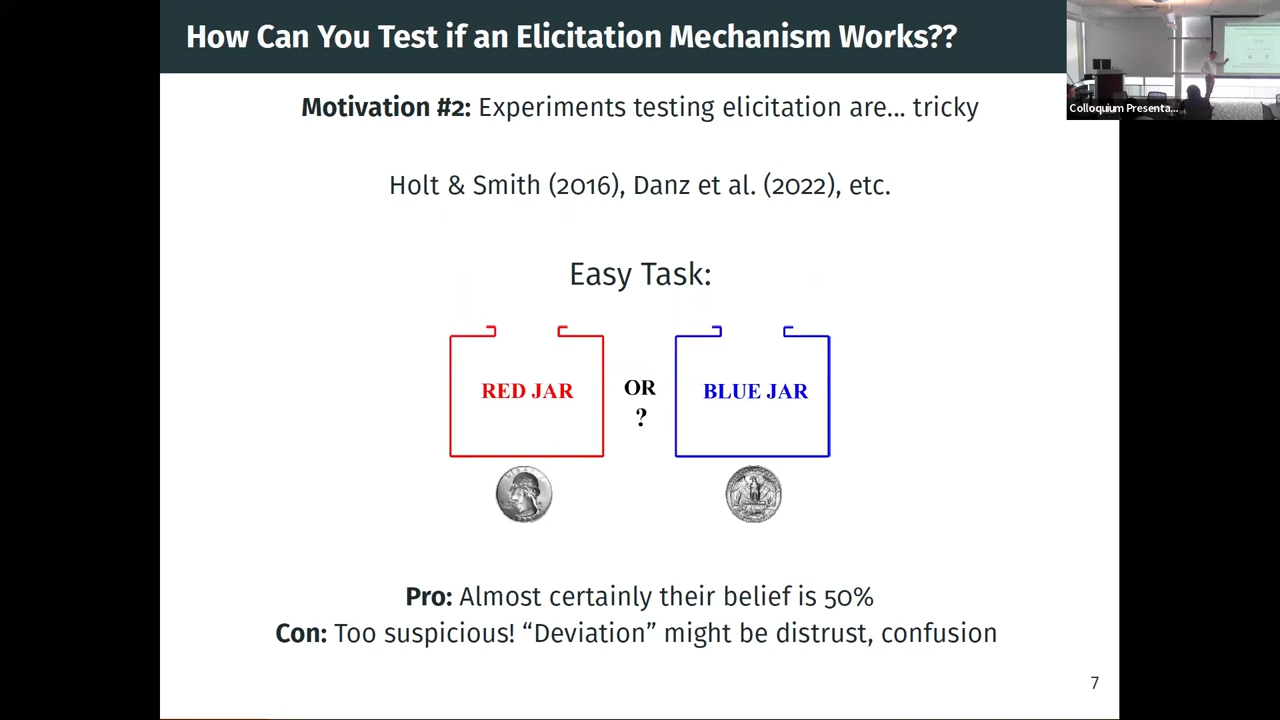 How Can You Test if an Elicitation Mechanism Works??
Colloquium Presenta...
Motivation #2: Experiments testing elicitation are... tricky
Holt & Smith (2016), Danz et al. (2022), etc.
Easy Task:
RED JAR
OR
?
BLUE JAR
Pro: Almost certainly their belief is 50%
Con: Too suspicious! “Deviation” might be distrust, confusion
7